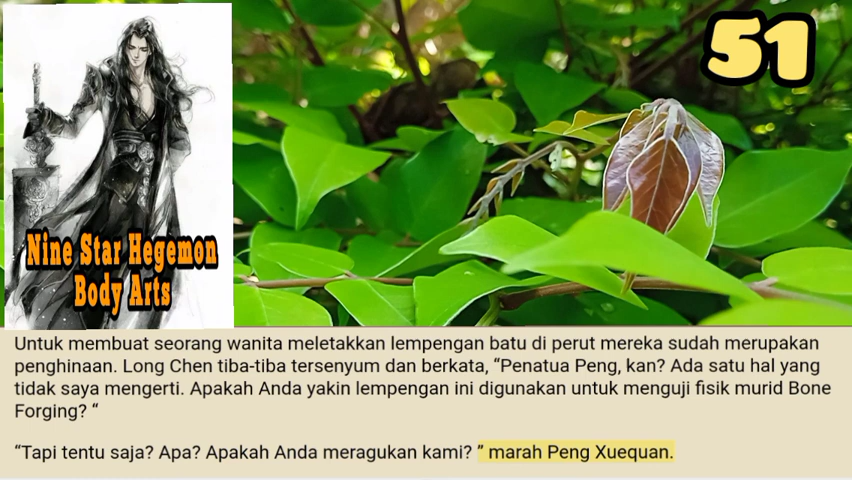 51
Nine Star Hegemon
Body Arts
Untuk membuat seorang wanita meletakkan lempengan batu di perut mereka sudah merupakan
penghinaan. Long Chen tiba-tiba tersenyum dan berkata, “Penatua Peng, kan? Ada satu hal yang
tidak saya mengerti. Apakah Anda yakin lempengan ini digunakan untuk menguji fisik murid Bone
Forging? “
“Tapi tentu saja? Apa? Apakah Anda meragukan kami? ” marah Peng Xuequan.